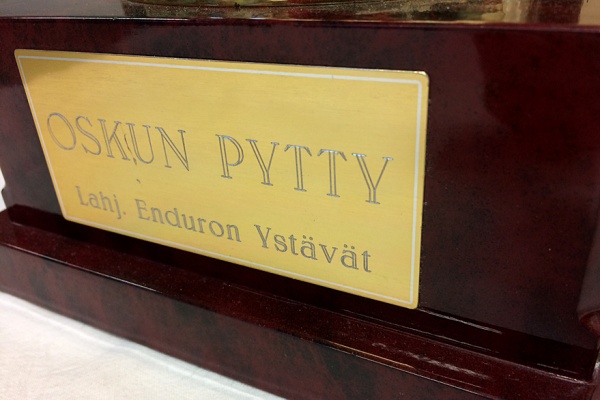 OSKUN PYTTY
Lahj. Enduron Ystävät